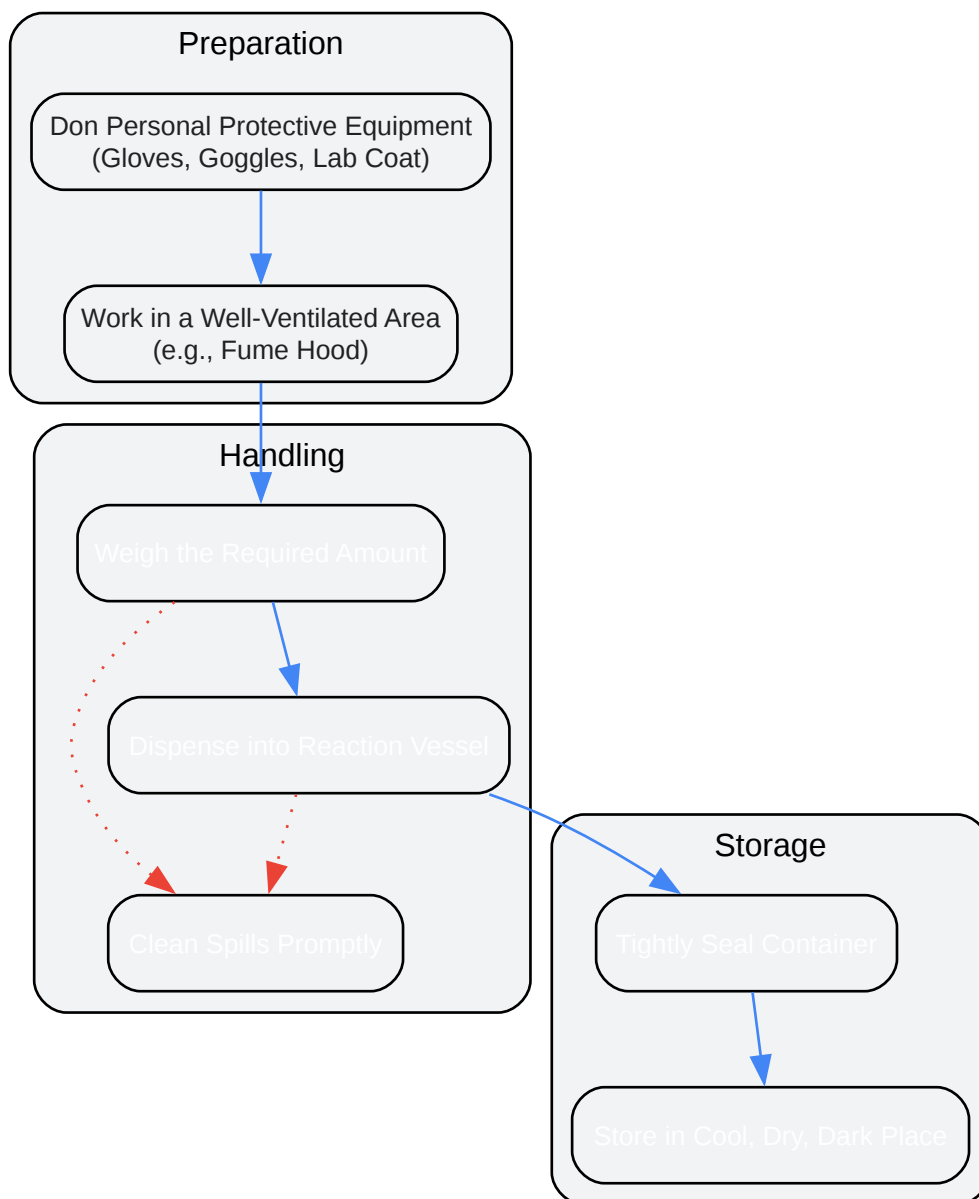 Preparation
Don Personal Protective Equipment
(Gloves, Goggles, Lab Coat)
Work in a Well-Ventilated Area
(e.g., Fume Hood)
Handling
Weigh the Required Amount
Dispense into Reaction Vessel
Clean Spills Promptly
Storage
Tightly Seal Container
Store in Cool, Dry, Dark Place